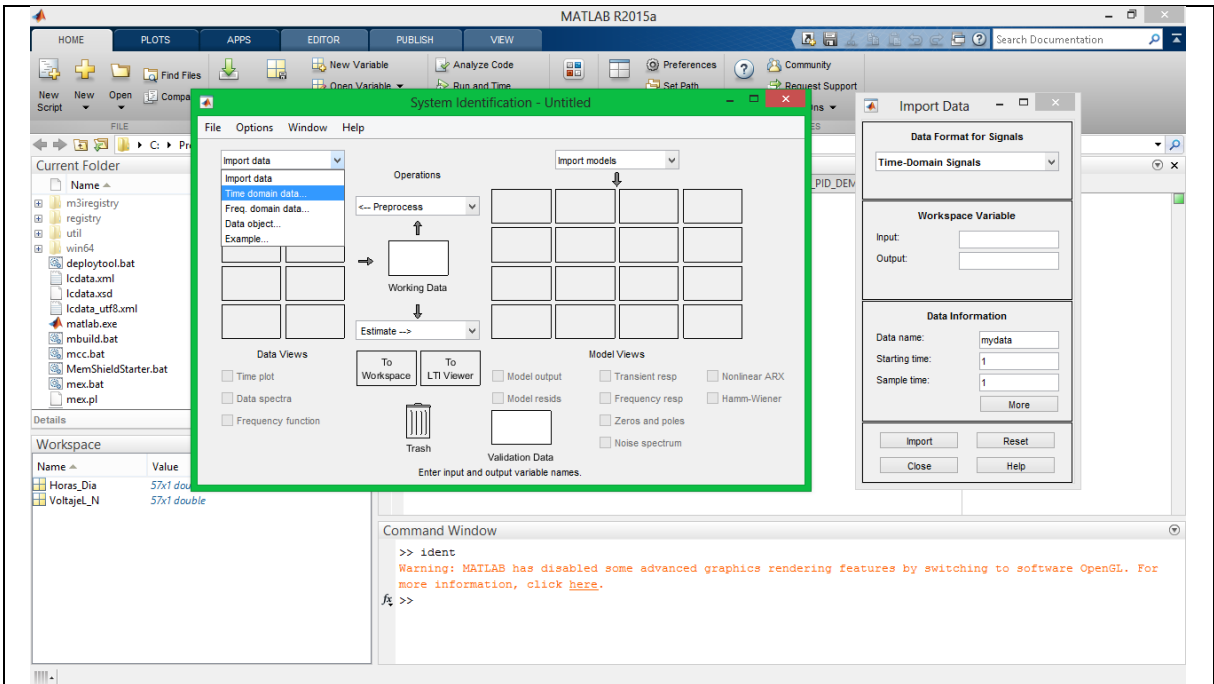 MATLAB R2015a
HOME PLOTS APPS EDITOR PUBLISH VIEW
Search Documentation
New Script
New
Open
Find Files
Compa
New Variable
Open Variable
Analyze Code
Run and Time
Preferences
Set Path
Community
Request Support
FILE
C: Pr
Current Folder
Name
m3iregistry
registry
util
win64
deploytool.bat
lcdata.xml
lcdata.xsd
lcdata_utf8.xml
matlab.exe
mbuild.bat
mcc.bat
MemShieldStarter.bat
mex.bat
mex.pl
Details
Workspace
Name Value
Horas_Dia 57x1 dou
VoltajeL_N 57x1 double
System Identification - Untitled
File Options Window Help
Import data
Import data
Time domain data...
Freq. domain data...
Data object...
Example...
Operations
<-- Preprocess
Working Data
Estimate -->
Import models
Data Views
Time plot
Data spectra
Frequency function
To Workspace
To LTI Viewer
Trash
Model Views
Model output
Model resids
Transient resp
Frequency resp
Zeros and poles
Noise spectrum
Nonlinear ARX
Hamm-Wiener
Validation Data
Enter input and output variable names.
_PID_DEM
Import Data
Data Format for Signals
Time-Domain Signals
Workspace Variable
Input:
Output:
Data Information
Data name: mydata
Starting time: 1
Sample time: 1
More
Import Reset
Close Help
Command Window
>> ident
Warning: MATLAB has disabled some advanced graphics rendering features by switching to software OpenGL. For
more information, click here.
fx >>